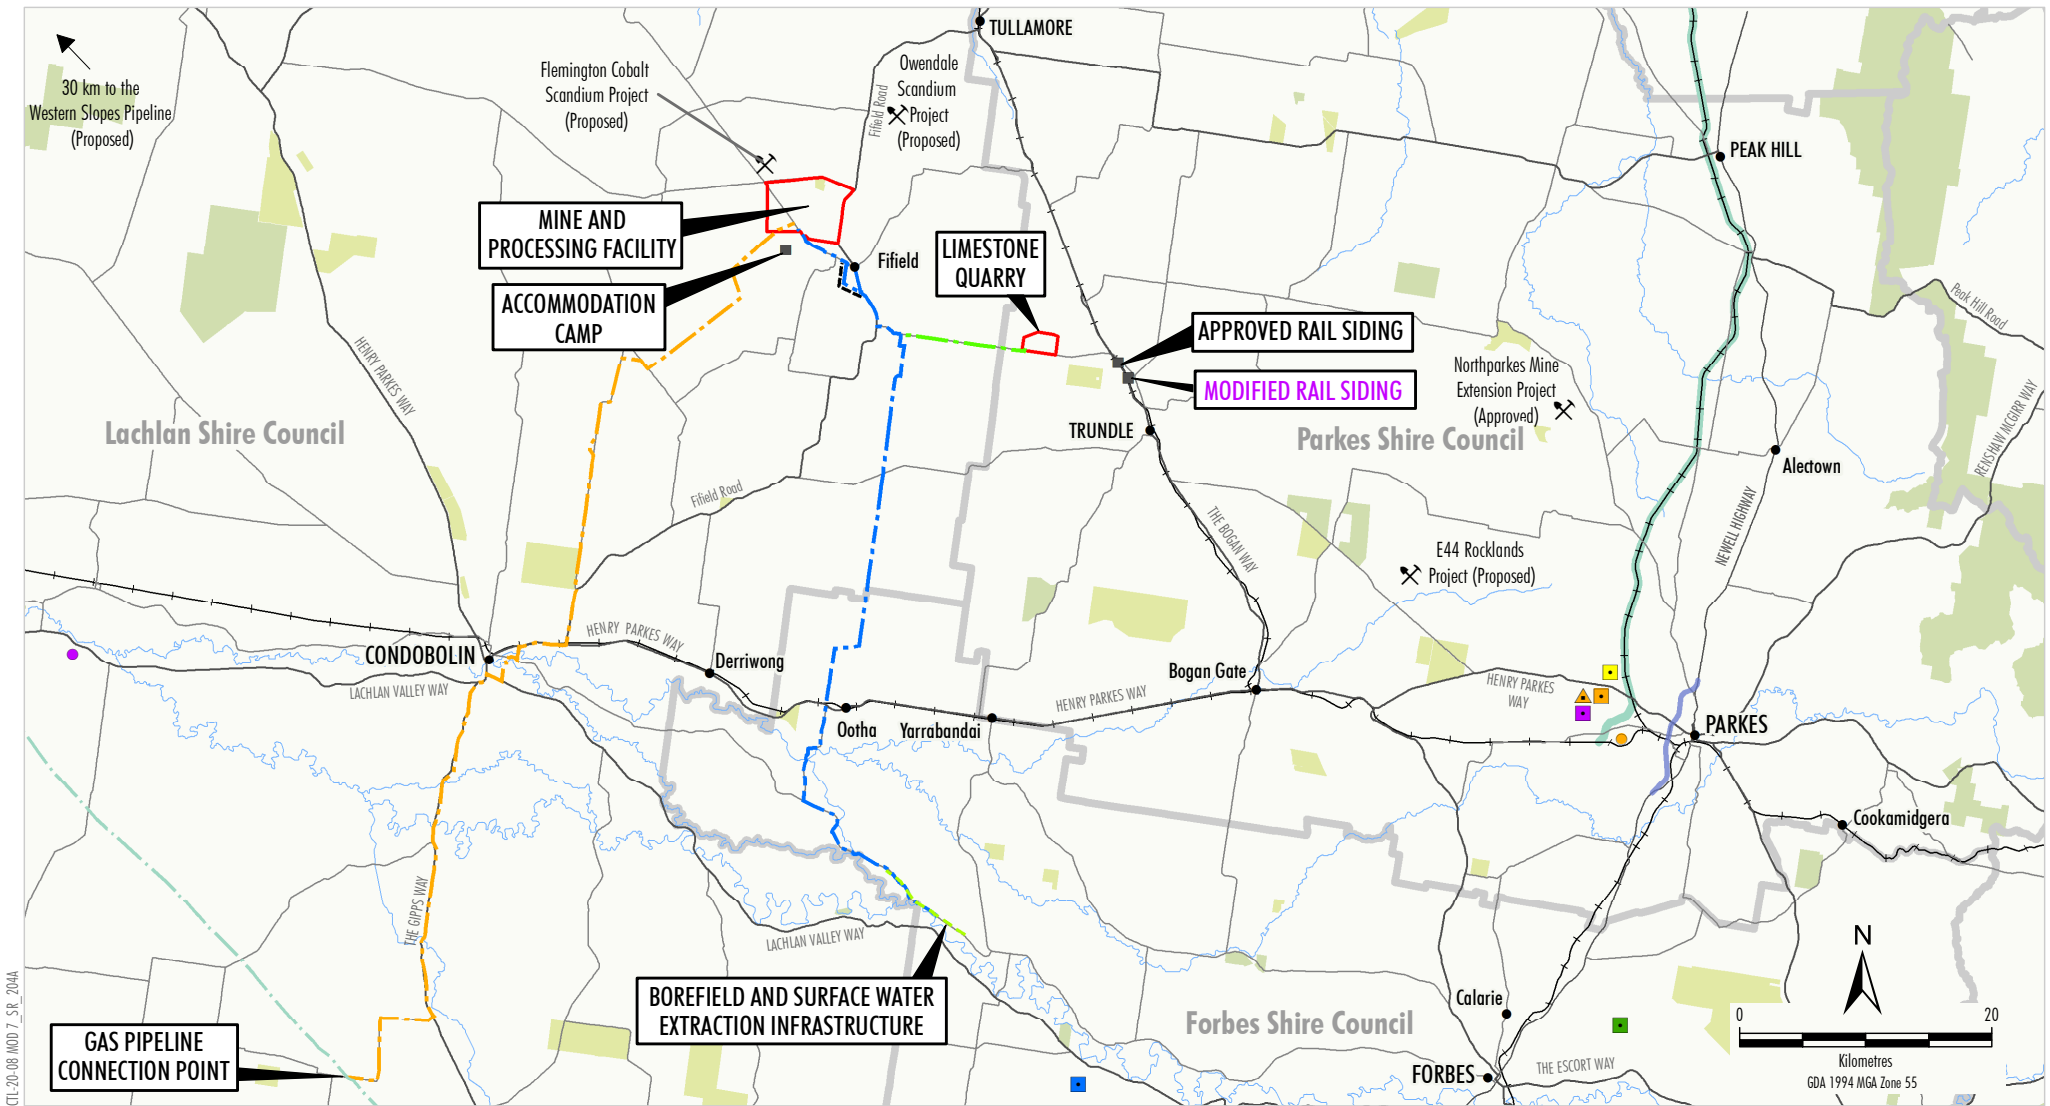 TULLAMORE
30 km to the
Western Slopes Pipeline
(Proposed)
Flemington Cobalt
Scandium Project
(Proposed)
Owendale
Scandium
Project
(Proposed)
Fifield Road
PEAK HILL
MINE AND
PROCESSING FACILITY
LIMESTONE
QUARRY
Fifield
ACCOMMODATION
CAMP
Peak Hill Road
APPROVED RAIL SIDING
MODIFIED RAIL SIDING
HENRY PARKES WAY
Northparkes Mine
Extension Project
(Approved)
RENSHAW MCGIRR WAY
Lachlan Shire Council
TRUNDLE
Parkes Shire Council
Alectown
Fifield Road
THE BOGAN WAY
NEWELL HIGHWAY
E44 Rocklands
Project (Proposed)
HENRY PARKES WAY
CONDOBOLIN
Derriwong
LACHLAN VALLEY WAY
Bogan Gate
HENRY PARKES WAY
HENRY PARKES
WAY
Ootha
Yarrabandai
PARKES
Cookamidgera
THE GIPPS WAY
LACHLAN VALLEY WAY
N
BOREFIELD AND SURFACE WATER
EXTRACTION INFRASTRUCTURE
Calarie
Forbes Shire Council
0 20
Kilometres
GDA 1994 MGA Zone 55
GAS PIPELINE
CONNECTION POINT
FORBES
THE ESCORT WAY
CTL-20-08 MOD 7_SR_204A